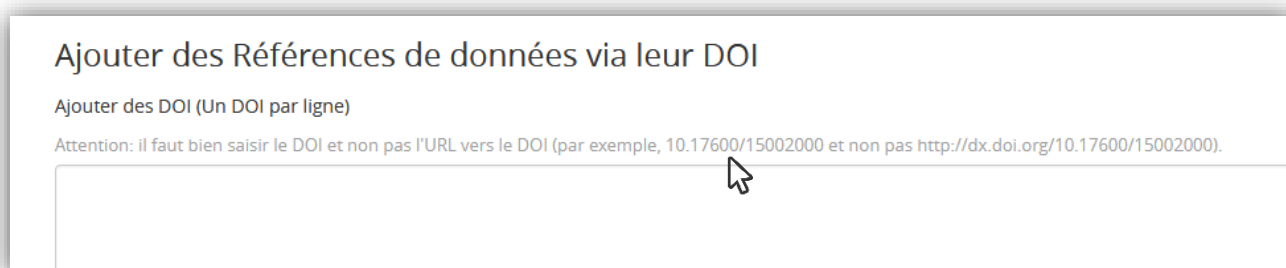 Ajouter des Références de données via leur DOI
Ajouter des DOI (Un DOI par ligne)
Attention: il faut bien saisir le DOI et non pas l'URL vers le DOI (par exemple, 10.17600/15002000 et non pas http://dx.doi.org/10.17600/15002000).